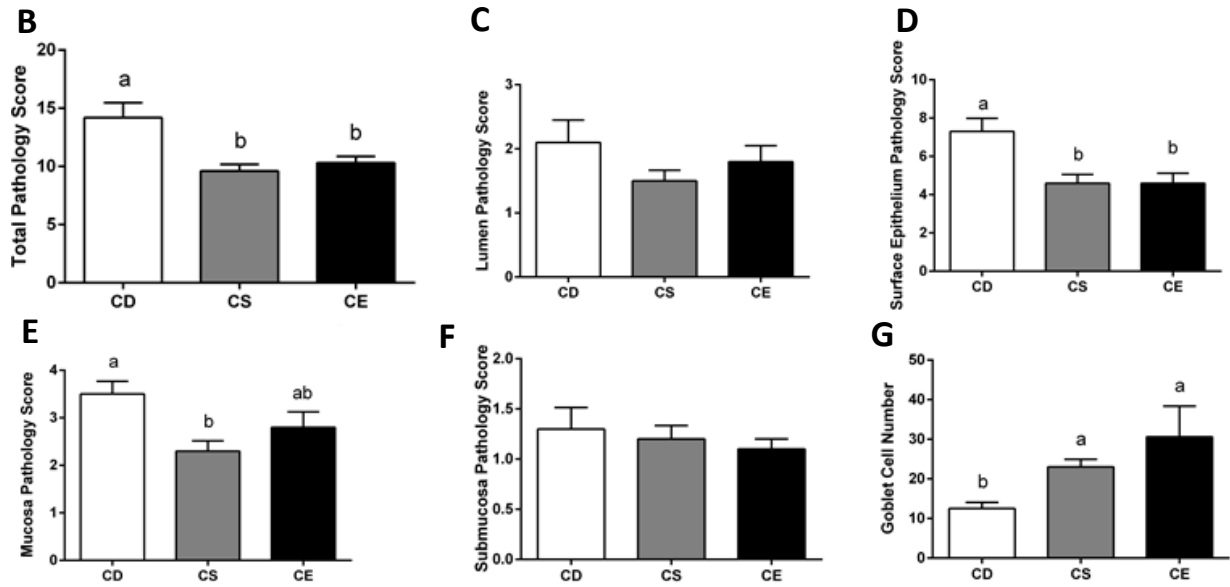 B
Total Pathology Score
20
15
10
5
0
a
b
b
CD CS CE
C
Lumen Pathology Score
3
2
1
0
CD CS CE
D
Surface Epithelium Pathology Score
10
8
6
4
2
0
a
b
b
CD CS CE
E
Mucosa Pathology Score
4
3
2
1
0
a
b
ab
CD CS CE
F
Submucosa Pathology Score
2.0
1.5
1.0
0.5
0.0
CD CS CE
G
Goblet Cell Number
50
40
30
20
10
0
b
a
a
CD CS CE